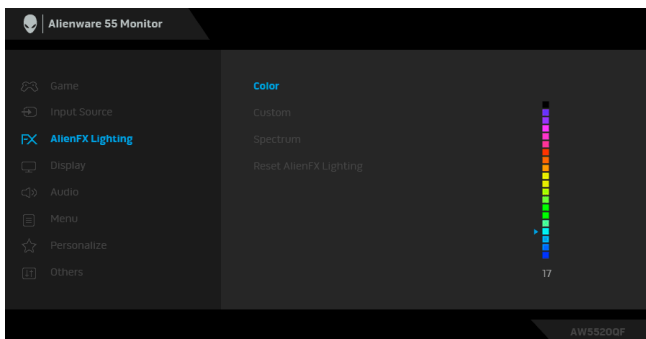 Alienware 55 Monitor
Game
Input Source
FX AlienFX Lighting
Display
Audio
Menu
Personalize
Others
Color
Custom
Spectrum
Reset AlienFX Lighting
17
AW5520QF